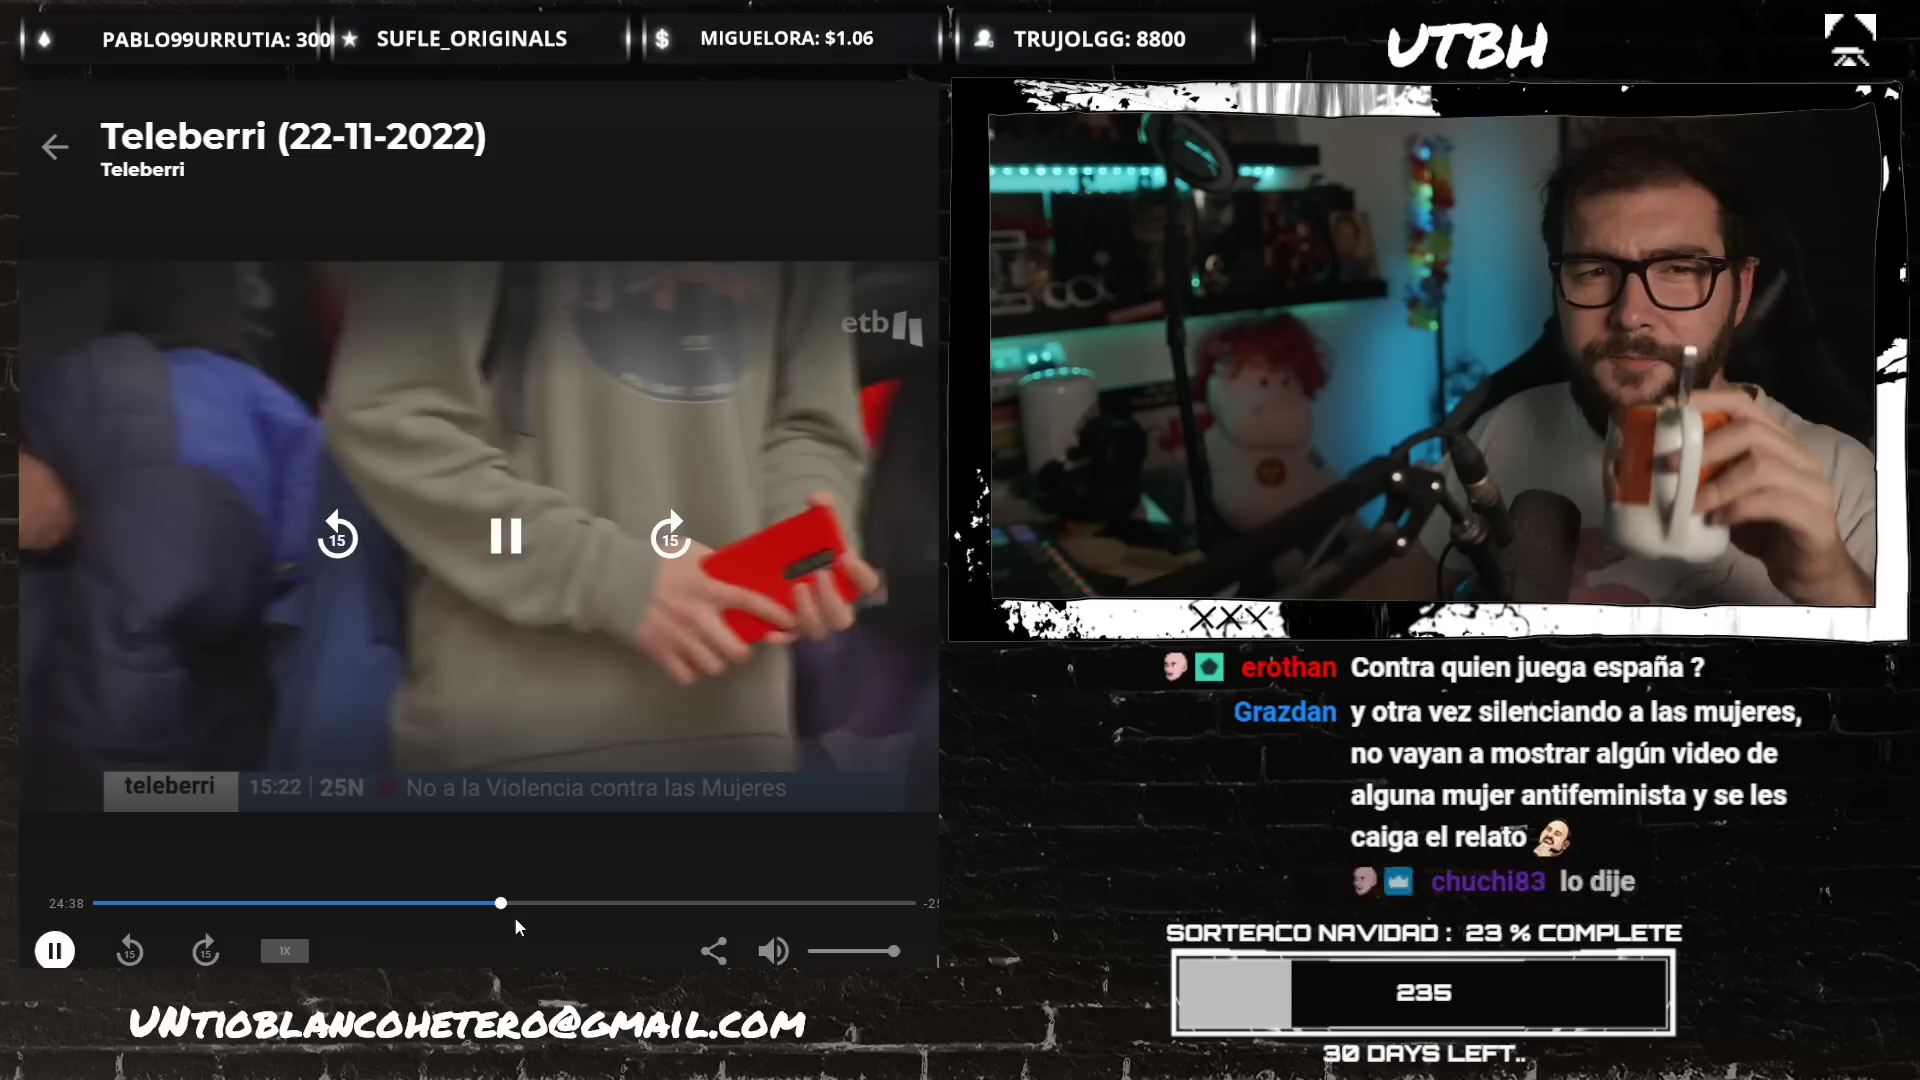 PABLO99URRUTIA: 300
SUFLE_ORIGINALS
MIGUELORA: $1.06
TRUJOLGG: 8800
UTBH
Teleberri (22-11-2022)
Teleberri
etb
15
15
teleberri 15:22 | 25N No a la Violencia contra las Mujeres
24:38
15
15
1X
XXX
erothan Contra quien juega españa ?
Grazdan y otra vez silenciando a las mujeres,
no vayan a mostrar algún video de
alguna mujer antifeminista y se les
caiga el relato
chuchi83 lo dije
SORTEACO NAVIDAD : 23 % COMPLETE
235
30 DAYS LEFT..
UNTIOBLANCOHETERO@GMAIL.COM